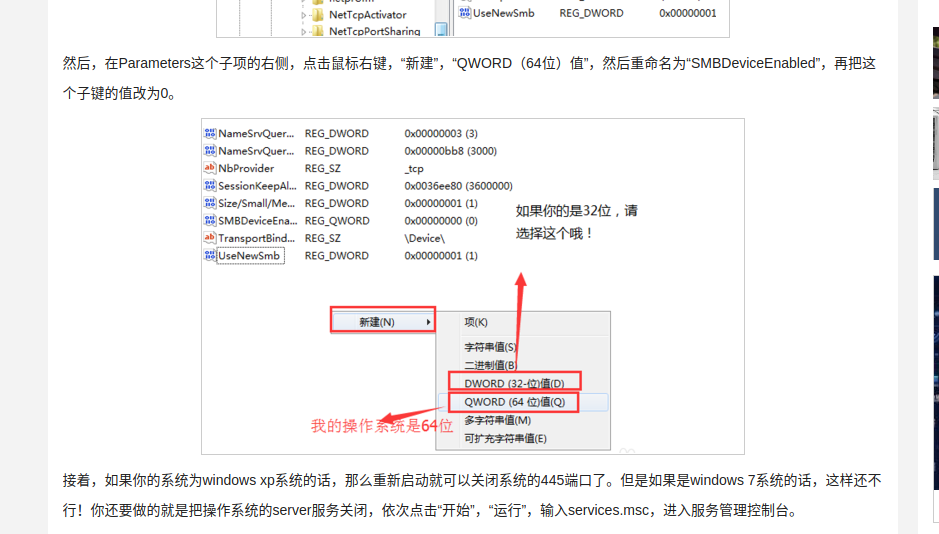 NetTcpActivator
NetTcpPortSharing
UseNewSmb REG_DWORD 0x00000001
然后，在Parameters这个子项的右侧，点击鼠标右键，“新建”，“QWORD（64位）值”，然后重命名为“SMBDeviceEnabled”，再把这
个子键的值改为0。
NameSrvQuer... REG_DWORD 0x00000003 (3)
NameSrvQuer... REG_DWORD 0x00000bb8 (3000)
NbProvider REG_SZ _tcp
SessionKeepAl... REG_DWORD 0x0036ee80 (3600000)
Size/Small/Me... REG_DWORD 0x00000001 (1)
SMBDeviceEna... REG_QWORD 0x00000000 (0)
TransportBind... REG_SZ \Device\
UseNewSmb REG_DWORD 0x00000001 (1)
如果你的是32位，请
选择这个哦！
新建(N)
项(K)
字符串值(S)
二进制值(B)
DWORD (32-位)值(D)
QWORD (64 位)值(Q)
多字符串值(M)
可扩充字符串值(E)
我的操作系统是64位
接着，如果你的系统为windows xp系统的话，那么重新启动就可以关闭系统的445端口了。但是如果是windows 7系统的话，这样还不
行！你还要做的就是把操作系统的server服务关闭，依次点击“开始”，“运行”，输入services.msc，进入服务管理控制台。